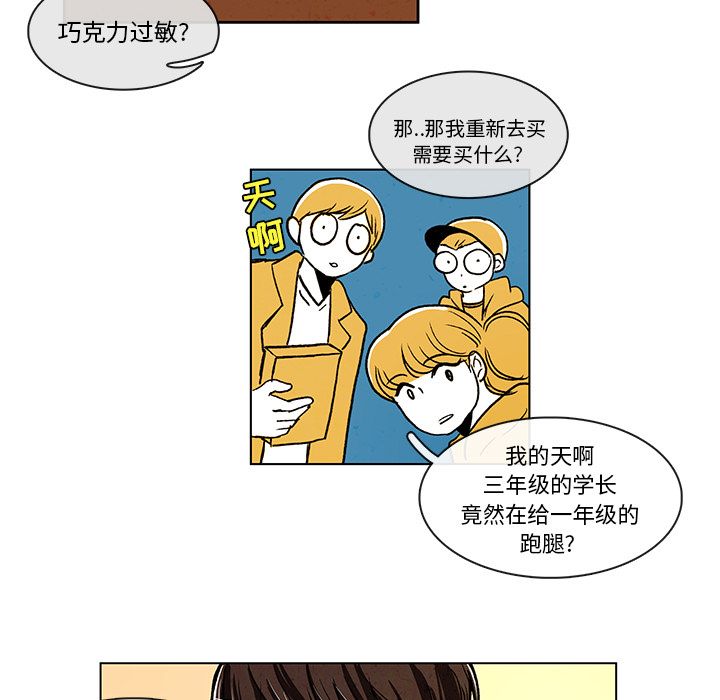 巧克力过敏?
那..那我重新去买
需要买什么?
天
啊
我的天啊
三年级的学长
竟然在给一年级的
跑腿?